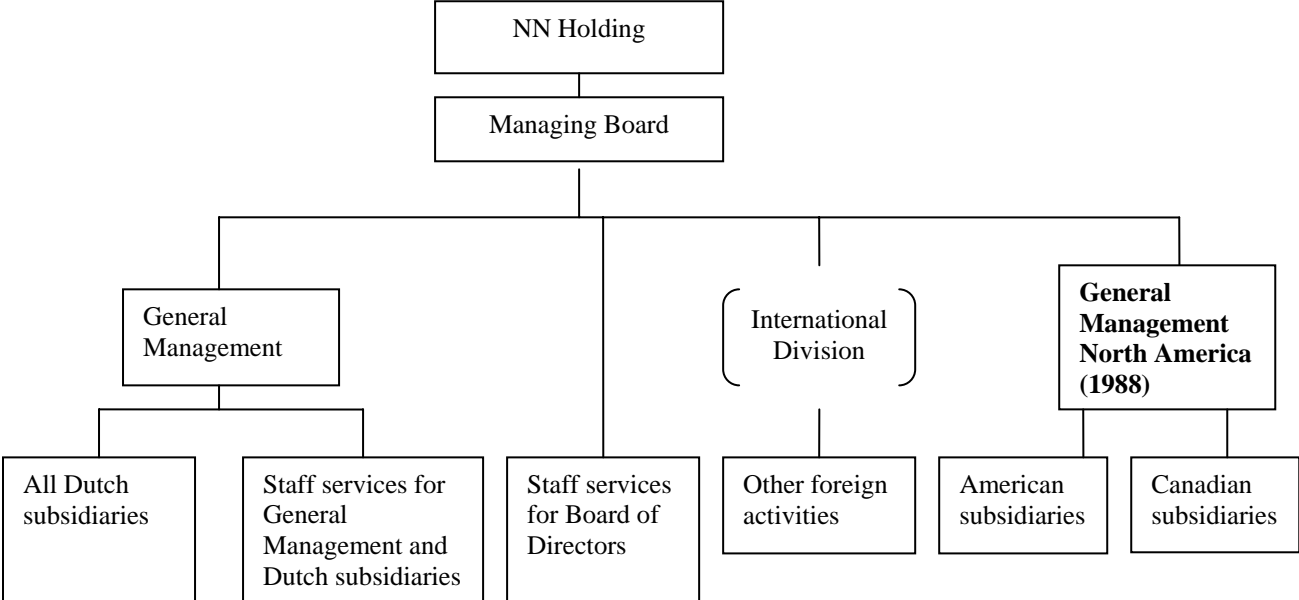 NN Holding
Managing Board
General
Management
International
Division
General
Management
North America
(1988)
All Dutch
subsidiaries
Staff services for
General
Management and
Dutch subsidiaries
Staff services
for Board of
Directors
Other foreign
activities
American
subsidiaries
Canadian
subsidiaries